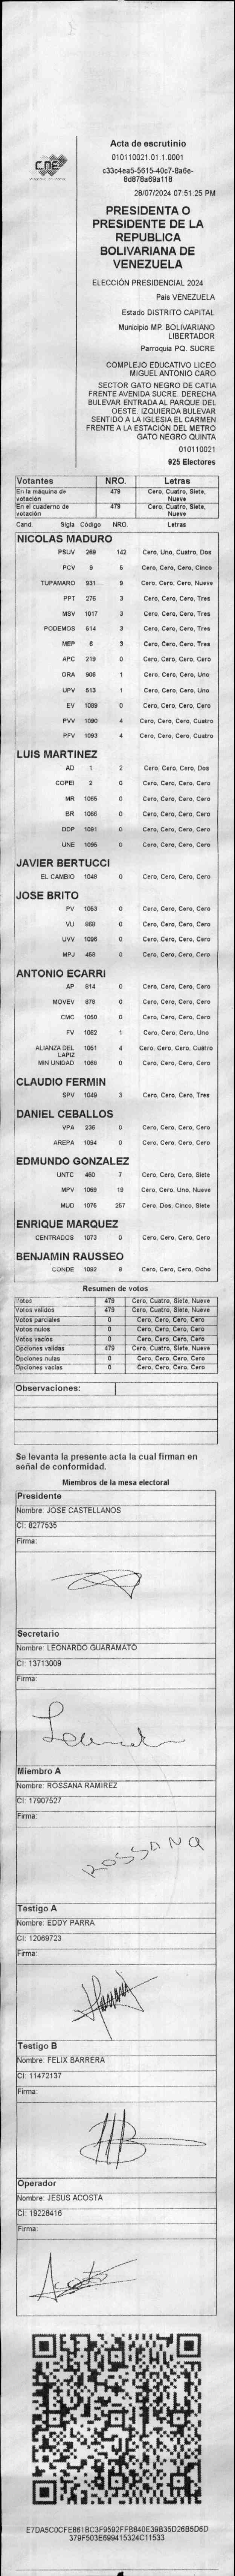 CNE
Acta de escrutinio
010110021.01.1.0001
c33c4ea5-5615-40c7-8a6e-
8d878a69a118
28/07/2024 07:51:25 PM
PRESIDENTA O
PRESIDENTE DE LA
REPUBLICA
BOLIVARIANA DE
VENEZUELA
ELECCIÓN PRESIDENCIAL 2024
Pais VENEZUELA
Estado DISTRITO CAPITAL
Municipio MP. BOLIVARIANO
LIBERTADOR
Parroquia PQ. SUCRE
COMPLEJO EDUCATIVO LICEO
MIGUEL ANTONIO CARO
SECTOR GATO NEGRO DE CATIA
FRENTE AVENIDA SUCRE. DERECHA
BULEVAR ENTRADA AL PARQUE DEL
OESTE. IZQUIERDA BULEVAR
SENTIDO A LA IGLESIA EL CARMEN
FRENTE A LA ESTACIÓN DEL METRO
GATO NEGRO QUINTA
010110021
925 Electores
Votantes NRO. Letras
En la máquina de votación 479 Cero, Cuatro, Siete, Nueve
En el cuaderno de votación 479 Cero, Cuatro, Siete, Nueve
Cand. Sigla Código NRO. Letras
NICOLAS MADURO
PSUV 269 142 Cero, Uno, Cuatro, Dos
PCV 9 5 Cero, Cero, Cero, Cinco
TUPAMARO 931 9 Cero, Cero, Cero, Nueve
PPT 275 3 Cero, Cero, Cero, Tres
MSV 1017 3 Cero, Cero, Cero, Tres
PODEMOS 514 3 Cero, Cero, Cero, Tres
MEP 6 3 Cero, Cero, Cero, Tres
APC 219 0 Cero, Cero, Cero, Cero
ORA 906 1 Cero, Cero, Cero, Uno
UPV 513 1 Cero, Cero, Cero, Uno
EV 1089 0 Cero, Cero, Cero, Cero
PVV 1090 4 Cero, Cero, Cero, Cuatro
PFV 1093 4 Cero, Cero, Cero, Cuatro
LUIS MARTINEZ
AD 1 2 Cero, Cero, Cero, Dos
COPEI 2 0 Cero, Cero, Cero, Cero
MR 1065 0 Cero, Cero, Cero, Cero
BR 1056 0 Cero, Cero, Cero, Cero
DDP 1091 0 Cero, Cero, Cero, Cero
UNE 1095 0 Cero, Cero, Cero, Cero
JAVIER BERTUCCI
EL CAMBIO 1048 0 Cero, Cero, Cero, Cero
JOSE BRITO
PV 1053 0 Cero, Cero, Cero, Cero
VU 868 0 Cero, Cero, Cero, Cero
UVV 1096 0 Cero, Cero, Cero, Cero
MPJ 458 0 Cero, Cero, Cero, Cero
ANTONIO ECARRI
AP 814 0 Cero, Cero, Cero, Cero
MOVEV 878 0 Cero, Cero, Cero, Cero
CMC 1050 0 Cero, Cero, Cero, Cero
FV 1062 1 Cero, Cero, Cero, Uno
ALIANZA DEL LAPIZ 1051 4 Cero, Cero, Cero, Cuatro
MIN UNIDAD 1068 0 Cero, Cero, Cero, Cero
CLAUDIO FERMIN
SPV 1049 3 Cero, Cero, Cero, Tres
DANIEL CEBALLOS
VPA 236 0 Cero, Cero, Cero, Cero
AREPA 1094 0 Cero, Cero, Cero, Cero
EDMUNDO GONZALEZ
UNTC 450 7 Cero, Cero, Cero, Siete
MPV 1069 19 Cero, Cero, Uno, Nueve
MUD 1075 257 Cero, Dos, Cinco, Siete
ENRIQUE MARQUEZ
CENTRADOS 1073 0 Cero, Cero, Cero, Cero
BENJAMIN RAUSSEO
CONDE 1092 8 Cero, Cero, Cero, Ocho
Resumen de votos
Votos 479 Cero, Cuatro, Siete, Nueve
Votos validos 479 Cero, Cuatro, Siete, Nueve
Votos parciales 0 Cero, Cero, Cero, Cero
Votos nulos 0 Cero, Cero, Cero, Cero
Votos vacios 0 Cero, Cero, Cero, Cero
Opciones validas 479 Cero, Cuatro, Siete, Nueve
Opciones nulas 0 Cero, Cero, Cero, Cero
Opciones vacias 0 Cero, Cero, Cero, Cero
Observaciones:
Se levanta la presente acta la cual firman en
señal de conformidad.
Miembros de la mesa electoral
Presidente
Nombre: JOSE CASTELLANOS
CI: 8277535
Firma:
Secretario
Nombre: LEONARDO GUARAMATO
CI: 13713009
Firma:
Miembro A
Nombre: ROSSANA RAMIREZ
CI: 17907527
Firma:
ROSSANA
Testigo A
Nombre: EDDY PARRA
CI: 12069723
Firma:
Testigo B
Nombre: FELIX BARRERA
CI: 11472137
Firma:
Operador
Nombre: JESUS ACOSTA
CI: 19228416
Firma:
Acosta
E7DA5C0CFE861BC3F9592FFB840E39B35D26B5D6D
379F503E699415324C11533